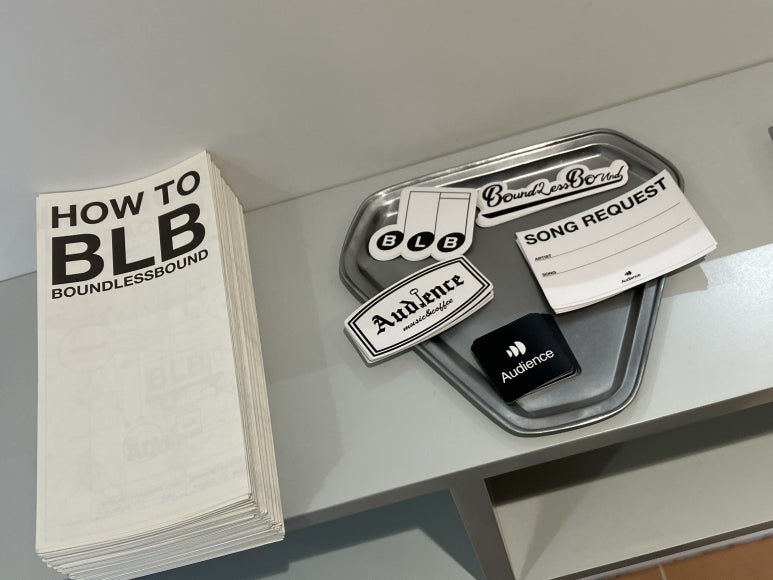 HOW TO
BLB
BOUNDLESSBOUND
B L B
BoundLessBound
SONG REQUEST
ARTIST
SONG
Audience
Audience
music&coffee
Audience